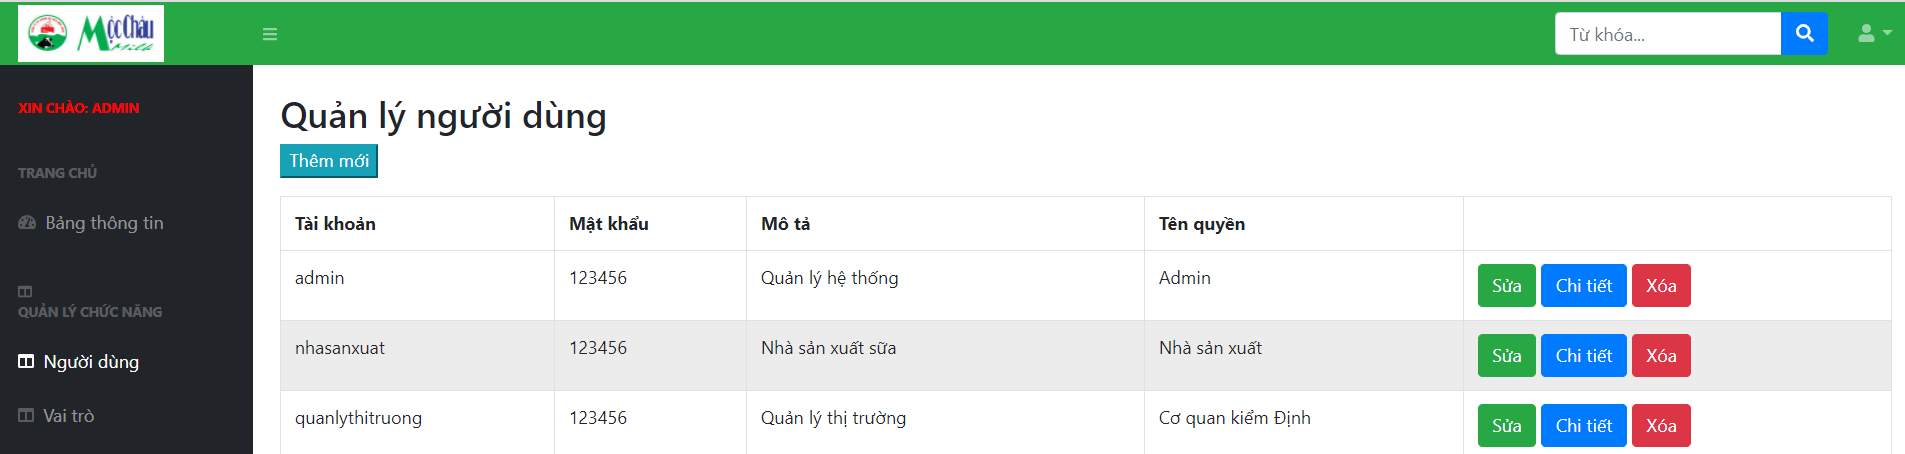 Mộc Châu
Milk
Từ khóa...
XIN CHÀO: ADMIN
TRANG CHỦ
Bảng thông tin
QUẢN LÝ CHỨC NĂNG
Người dùng
Vai trò
Quản lý người dùng
Thêm mới
Tài khoản Mật khẩu Mô tả Tên quyền
admin 123456 Quản lý hệ thống Admin Sửa Chi tiết Xóa
nhasanxuat 123456 Nhà sản xuất sữa Nhà sản xuất Sửa Chi tiết Xóa
quanlythitruong 123456 Quản lý thị trường Cơ quan kiểm Định Sửa Chi tiết Xóa